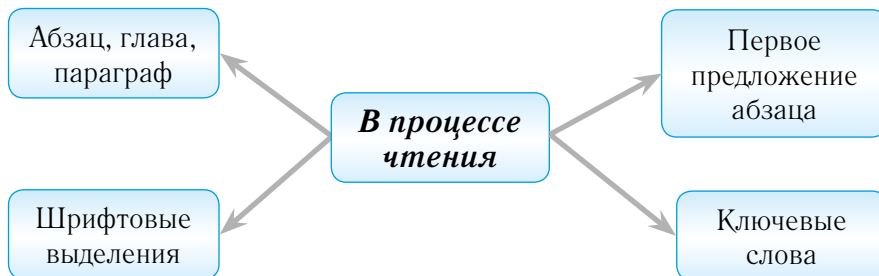 Абзац, глава,
параграф
Первое
предложение
абзаца
В процессе
чтения
Шрифтовые
выделения
Ключевые
слова